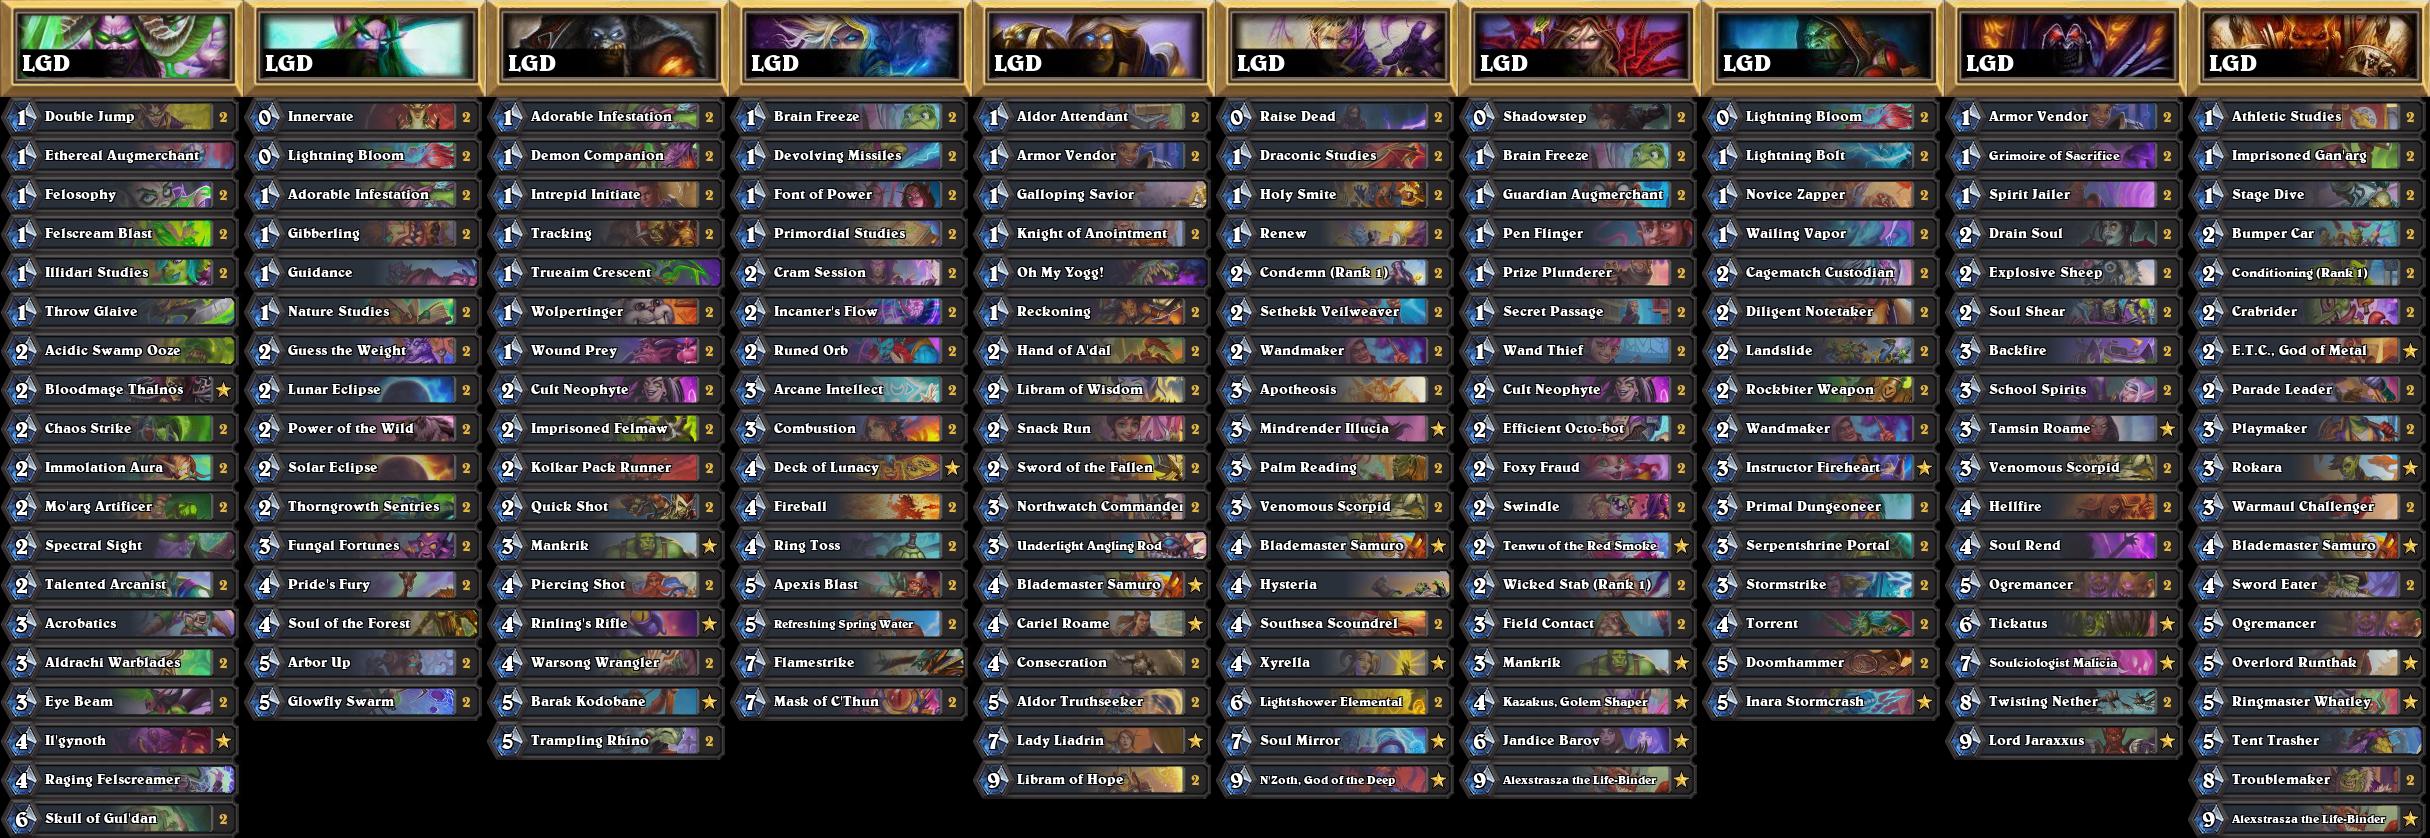 LGD
1 Double Jump 2
1 Ethereal Augmerchant
1 Felosophy 2
1 Felscream Blast 2
1 Illidari Studies 2
1 Throw Glaive
2 Acidic Swamp Ooze
2 Bloodmage Thalnos
2 Chaos Strike 2
2 Immolation Aura 2
2 Mo'arg Artificer 2
2 Spectral Sight
2 Talented Arcanist 2
3 Acrobatics
3 Aldrachi Warblades 2
3 Eye Beam 2
4 Il'gynoth
4 Raging Felscreamer
6 Skull of Gul'dan 2
LGD
0 Innervate 2
0 Lightning Bloom 2
1 Adorable Infestation 2
1 Gibberling 2
1 Guidance
1 Nature Studies 2
2 Guess the Weight 2
2 Lunar Eclipse 2
2 Power of the Wild 2
2 Solar Eclipse 2
2 Thorngrowth Sentries 2
3 Fungal Fortunes 2
4 Pride's Fury 2
4 Soul of the Forest
5 Arbor Up 2
5 Glowfly Swarm 2
LGD
1 Adorable Infestation 2
1 Demon Companion 2
1 Intrepid Initiate 2
1 Tracking 2
1 Trueaim Crescent
1 Wolpertinger 2
1 Wound Prey 2
2 Cult Neophyte 2
2 Imprisoned Felmaw 2
2 Kolkar Pack Runner 2
2 Quick Shot 2
3 Mankrik
4 Piercing Shot 2
4 Rinling's Rifle
4 Warsong Wrangler 2
5 Barak Kodobane
5 Trampling Rhino 2
LGD
1 Brain Freeze 2
1 Devolving Missiles 2
1 Font of Power 2
1 Primordial Studies 2
2 Cram Session 2
2 Incanter's Flow 2
2 Runed Orb 2
3 Arcane Intellect 2
3 Combustion 2
4 Deck of Lunacy
4 Fireball 2
4 Ring Toss 2
5 Apexis Blast 2
5 Refreshing Spring Water 2
7 Flamestrike
7 Mask of C'Thun 2
LGD
1 Aldor Attendant 2
1 Armor Vendor 2
1 Galloping Savior
1 Knight of Anointment 2
1 Oh My Yogg!
1 Reckoning 2
2 Hand of A'dal 2
2 Libram of Wisdom 2
2 Snack Run 2
2 Sword of the Fallen 2
3 Northwatch Commander 2
3 Underlight Angling Rod
4 Blademaster Samuro
4 Cariel Roame
4 Consecration 2
5 Aldor Truthseeker 2
7 Lady Liadrin
9 Libram of Hope 2
LGD
0 Raise Dead 2
1 Draconic Studies 2
1 Holy Smite 2
1 Renew 2
2 Condemn (Rank 1) 2
2 Sethekk Veilweaver 2
2 Wandmaker 2
3 Apotheosis 2
3 Mindrender Illucia
3 Palm Reading 2
3 Venomous Scorpid 2
4 Blademaster Samuro
4 Hysteria
4 Southsea Scoundrel 2
4 Xyrella
6 Lightshower Elemental 2
7 Soul Mirror
9 N'Zoth, God of the Deep
LGD
0 Shadowstep 2
1 Brain Freeze 2
1 Guardian Augmerchant 2
1 Pen Flinger
1 Prize Plunderer 2
1 Secret Passage 2
1 Wand Thief 2
2 Cult Neophyte 2
2 Efficient Octo-bot 2
2 Foxy Fraud 2
2 Swindle 2
2 Tenwu of the Red Smoke
2 Wicked Stab (Rank 1) 2
3 Field Contact 2
3 Mankrik
4 Kazakus, Golem Shaper
6 Jandice Barov
9 Alexstrasza the Life-Binder
LGD
0 Lightning Bloom 2
1 Lightning Bolt 2
1 Novice Zapper 2
1 Wailing Vapor 2
2 Cagematch Custodian 2
2 Diligent Notetaker 2
2 Landslide 2
2 Rockbiter Weapon 2
2 Wandmaker 2
3 Instructor Fireheart
3 Primal Dungeoneer 2
3 Serpentshrine Portal 2
3 Stormstrike 2
4 Torrent 2
5 Doomhammer 2
5 Inara Stormcrash
LGD
1 Armor Vendor 2
1 Grimoire of Sacrifice 2
1 Spirit Jailer 2
2 Drain Soul 2
2 Explosive Sheep 2
2 Soul Shear 2
3 Backfire 2
3 School Spirits 2
3 Tamsin Roame
3 Venomous Scorpid 2
4 Hellfire 2
4 Soul Rend 2
5 Ogremancer 2
6 Tickatus
7 Soulciologist Malicia
8 Twisting Nether 2
9 Lord Jaraxxus
LGD
1 Athletic Studies 2
1 Imprisoned Gan'arg 2
1 Stage Dive 2
2 Bumper Car 2
2 Conditioning (Rank 1) 2
2 Crabrider 2
2 E.T.C., God of Metal
2 Parade Leader 2
3 Playmaker 2
3 Rokara
3 Warmaul Challenger 2
4 Blademaster Samuro
4 Sword Eater 2
5 Ogremancer
5 Overlord Runthak
5 Ringmaster Whatley
5 Tent Trasher
8 Troublemaker 2
9 Alexstrasza the Life-Binder